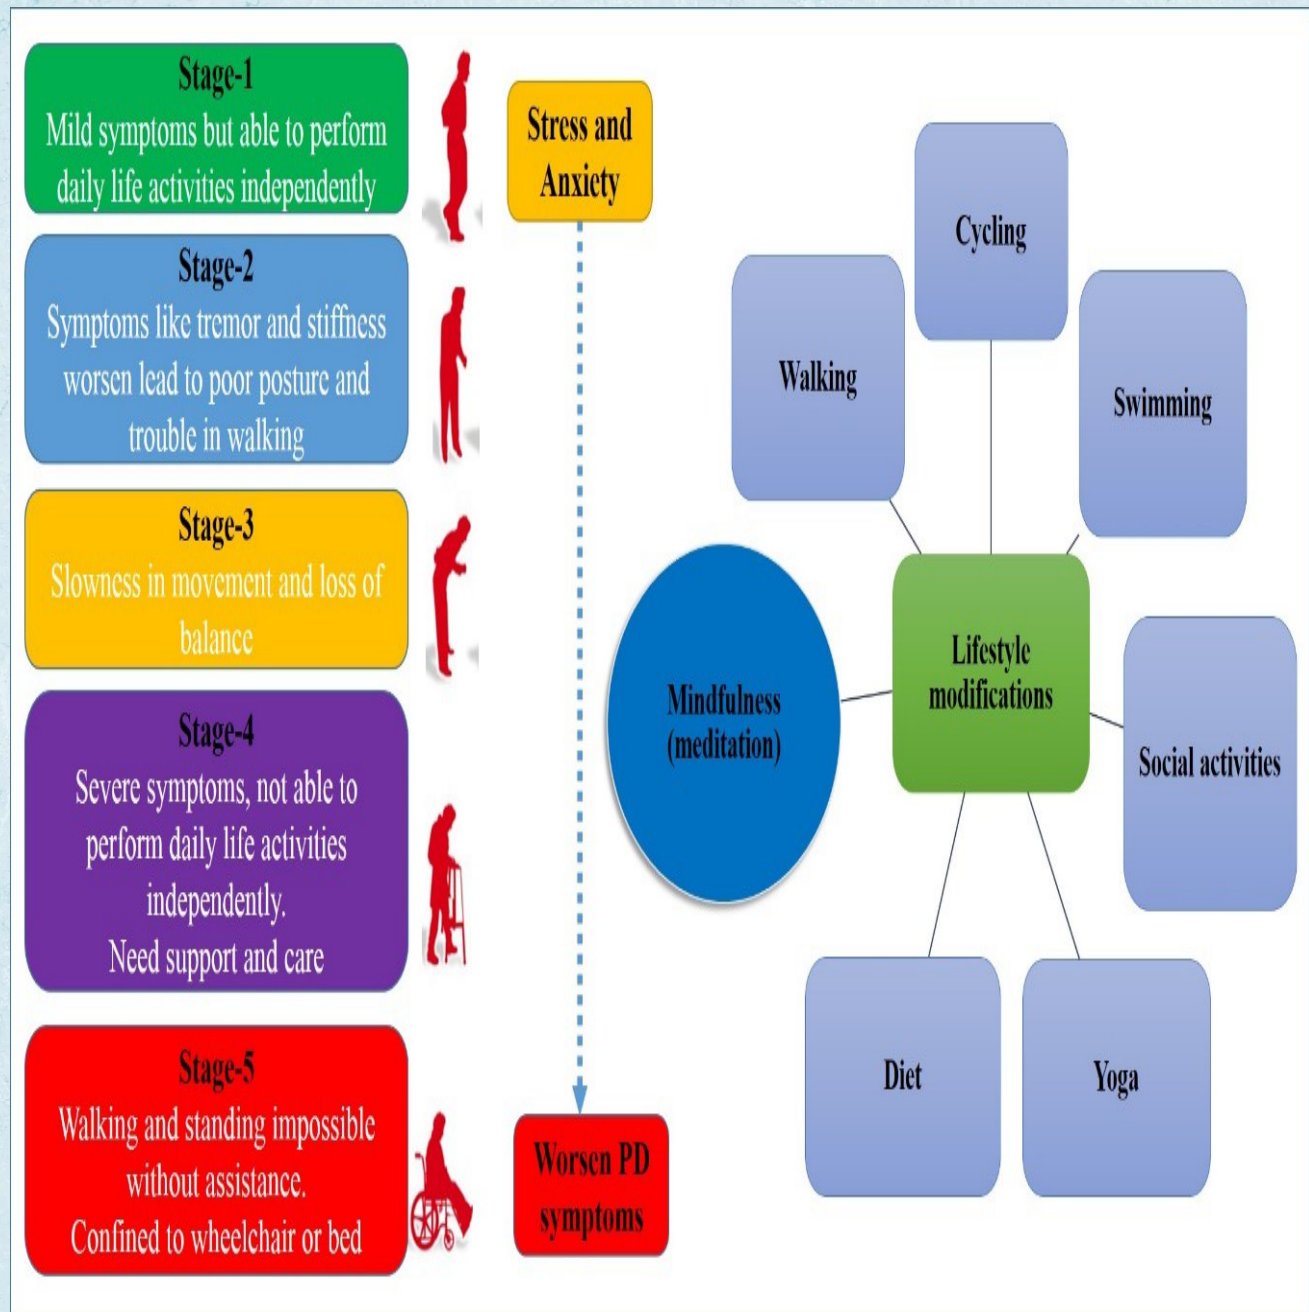 Stage-1
Mild symptoms but able to perform
daily life activities independently
Stage-2
Symptoms like tremor and stiffness
worsen lead to poor posture and
trouble in walking
Stage-3
Slowness in movement and loss of
balance
Stage-4
Severe symptoms, not able to
perform daily life activities
independently.
Need support and care
Stage-5
Walking and standing impossible
without assistance.
Confined to wheelchair or bed
Stress and
Anxiety
Worsen PD
symptoms
Cycling
Walking
Swimming
Mindfulness
(meditation)
Lifestyle
modifications
Social activities
Diet
Yoga